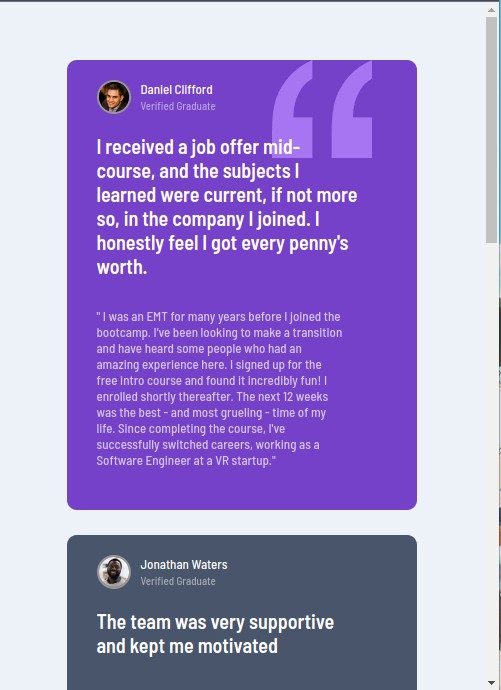 Daniel Clifford
Verified Graduate
I received a job offer mid-
course, and the subjects I
learned were current, if not more
so, in the company I joined. I
honestly feel I got every penny's
worth.
" I was an EMT for many years before I joined the
bootcamp. I've been looking to make a transition
and have heard some people who had an
amazing experience here. I signed up for the
free intro course and found it incredibly fun! I
enrolled shortly thereafter. The next 12 weeks
was the best - and most grueling - time of my
life. Since completing the course, I've
successfully switched careers, working as a
Software Engineer at a VR startup."
Jonathan Waters
Verified Graduate
The team was very supportive
and kept me motivated